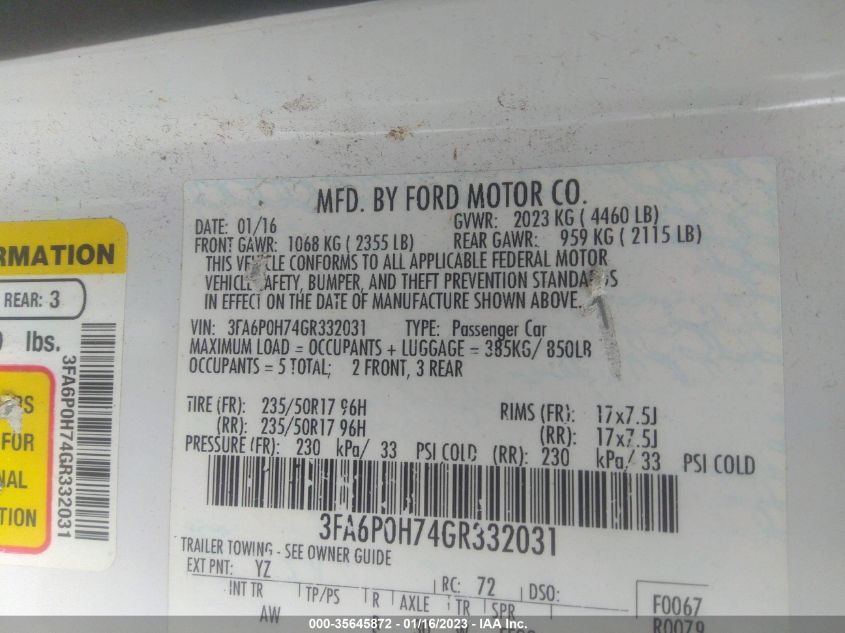 MFD. BY FORD MOTOR CO.
DATE: 01/16 GVWR: 2023 KG ( 4460 LB)
FRONT GAWR: 1068 KG ( 2355 LB) REAR GAWR: 959 KG ( 2115 LB)
THIS VEHICLE CONFORMS TO ALL APPLICABLE FEDERAL MOTOR
VEHICLE SAFETY, BUMPER, AND THEFT PREVENTION STANDARDS
IN EFFECT ON THE DATE OF MANUFACTURE SHOWN ABOVE.
VIN: 3FA6P0H74GR332031 TYPE: Passenger Car
MAXIMUM LOAD = OCCUPANTS + LUGGAGE = 385KG/ 850LB
OCCUPANTS = 5 TOTAL; 2 FRONT, 3 REAR
TIRE (FR): 235/50R17 96H RIMS (FR): 17x7.5J
(RR): 235/50R17 96H (RR): 17x7.5J
PRESSURE (FR): 230 kPa/ 33 PSI COLD (RR): 230 kPa/ 33 PSI COLD
3FA6P0H74GR332031
TRAILER TOWING - SEE OWNER GUIDE
EXT PNT: YZ RC: 72 DSO: F0067
INT TR TP/PS R AXLE TR SPR R0079
AW
RMATION
REAR: 3
lbs.
FOR
NAL
ATION
3FA6P0H74GR332031
000-35645872 - 01/16/2023 - IAA Inc.